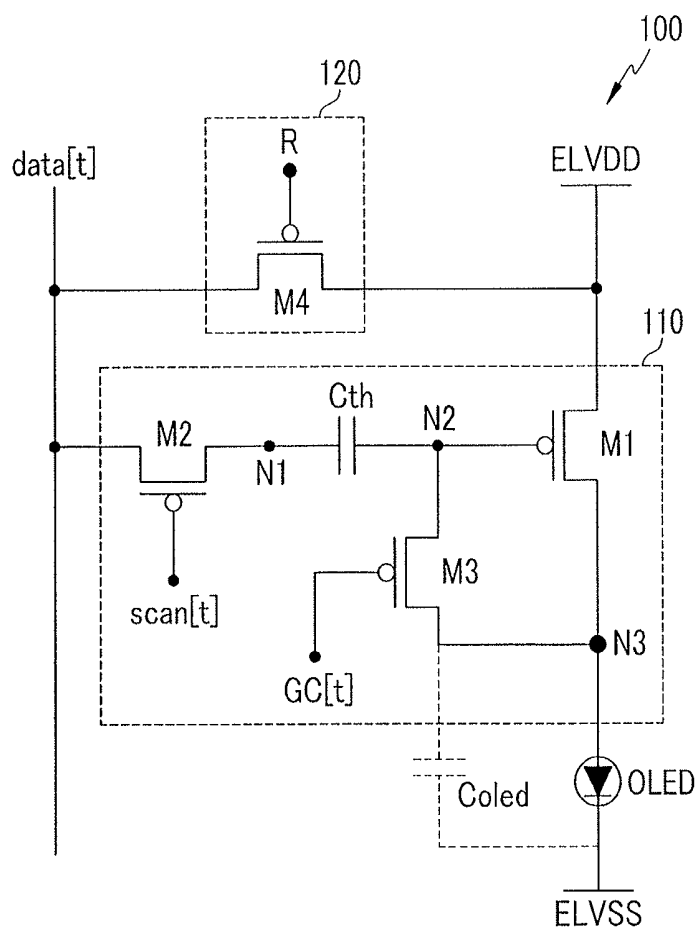 100
120
data[t]
R
ELVDD
M4
110
Cth
M2
N2
M1
N1
M3
scan[t]
N3
GC[t]
Coled
OLED
ELVSS